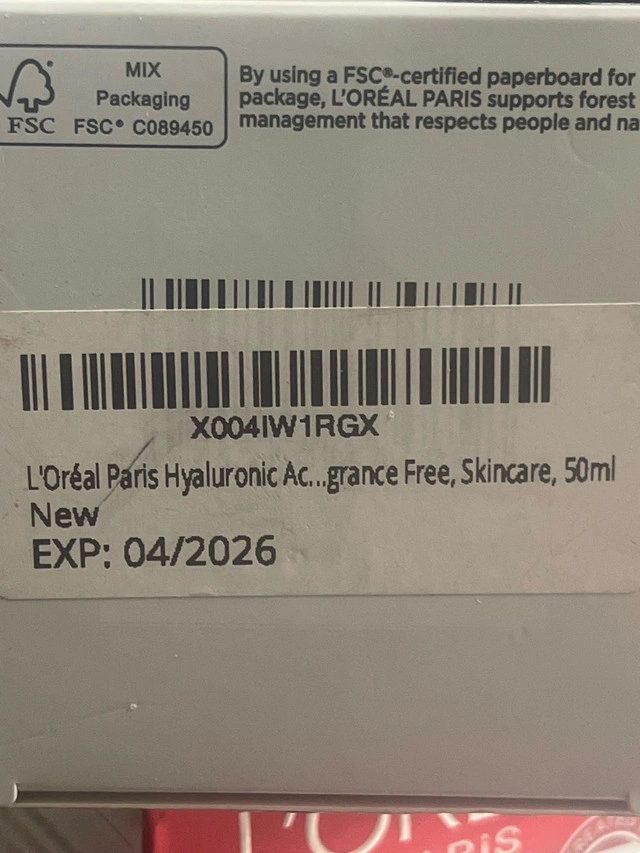 MIX
Packaging
FSC FSC® C089450
By using a FSC®-certified paperboard for
package, L'ORÉAL PARIS supports forest
management that respects people and na
X004IW1RGX
L'Oréal Paris Hyaluronic Ac...grance Free, Skincare, 50ml
New
EXP: 04/2026